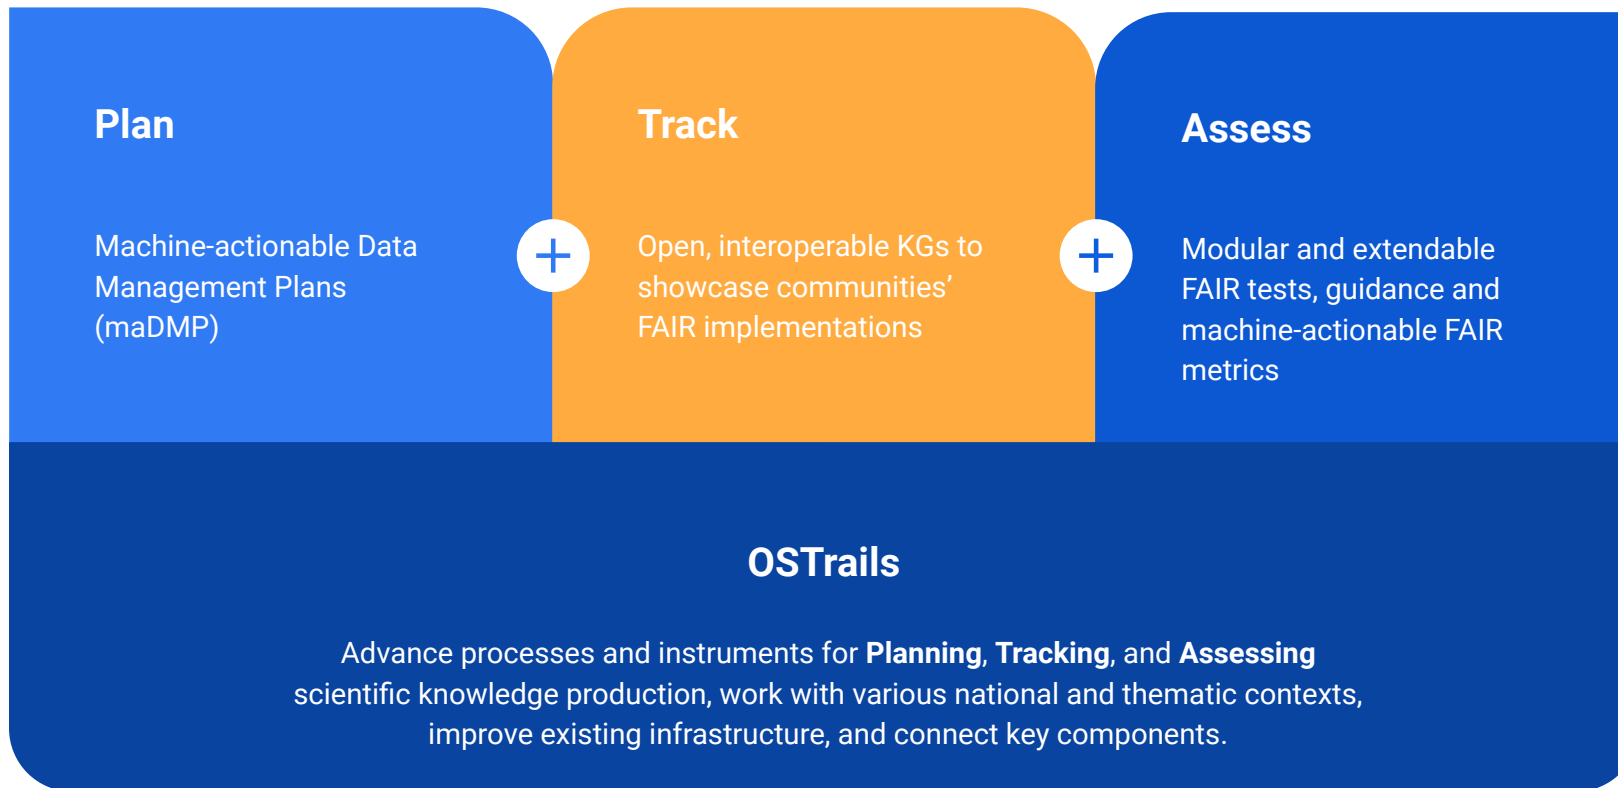 Plan
Machine-actionable Data
Management Plans
(maDMP)
Track
Open, interoperable KGs to
showcase communities’
FAIR implementations
Assess
Modular and extendable
FAIR tests, guidance and
machine-actionable FAIR
metrics
OSTrails
Advance processes and instruments for Planning, Tracking, and Assessing
scientific knowledge production, work with various national and thematic contexts,
improve existing infrastructure, and connect key components.